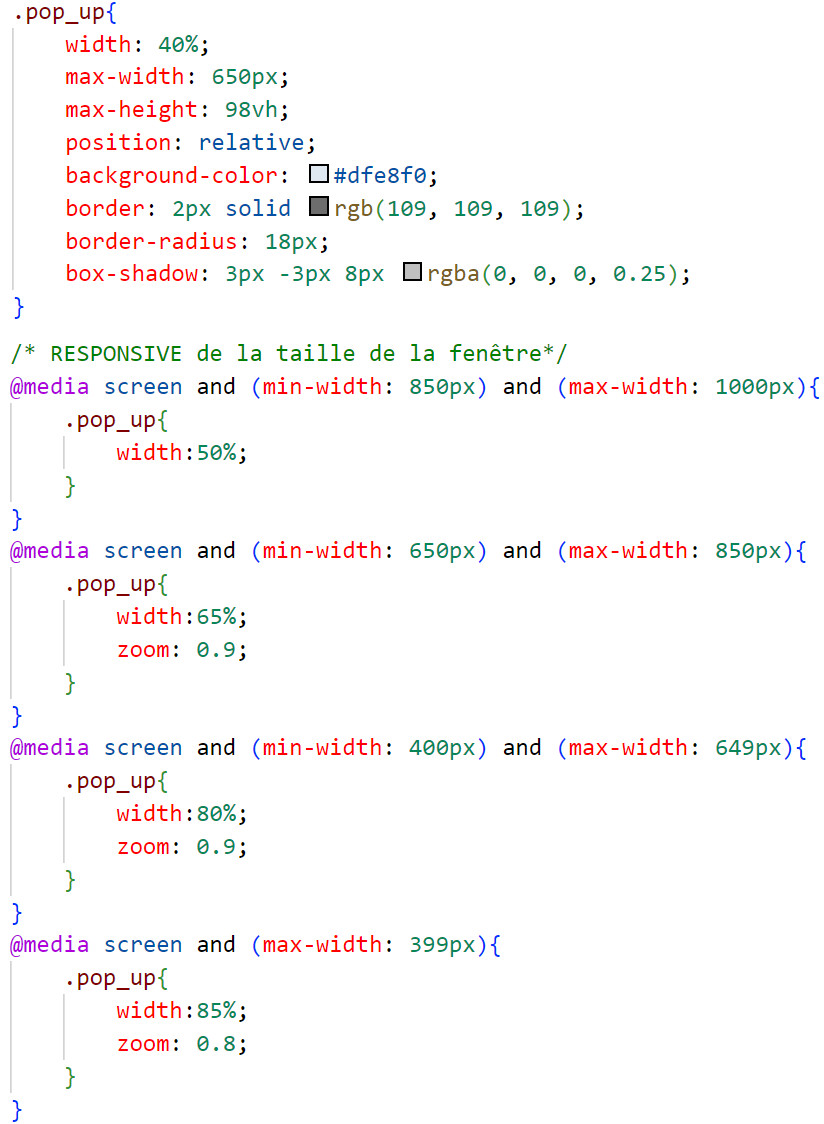 .pop_up{
    width: 40%;
    max-width: 650px;
    max-height: 98vh;
    position: relative;
    background-color: #dfe8f0;
    border: 2px solid rgb(109, 109, 109);
    border-radius: 18px;
    box-shadow: 3px -3px 8px rgba(0, 0, 0, 0.25);
}
/* RESPONSIVE de la taille de la fenêtre*/
@media screen and (min-width: 850px) and (max-width: 1000px){
    .pop_up{
        width:50%;
    }
}
@media screen and (min-width: 650px) and (max-width: 850px){
    .pop_up{
        width:65%;
        zoom: 0.9;
    }
}
@media screen and (min-width: 400px) and (max-width: 649px){
    .pop_up{
        width:80%;
        zoom: 0.9;
    }
}
@media screen and (max-width: 399px){
    .pop_up{
        width:85%;
        zoom: 0.8;
    }
}